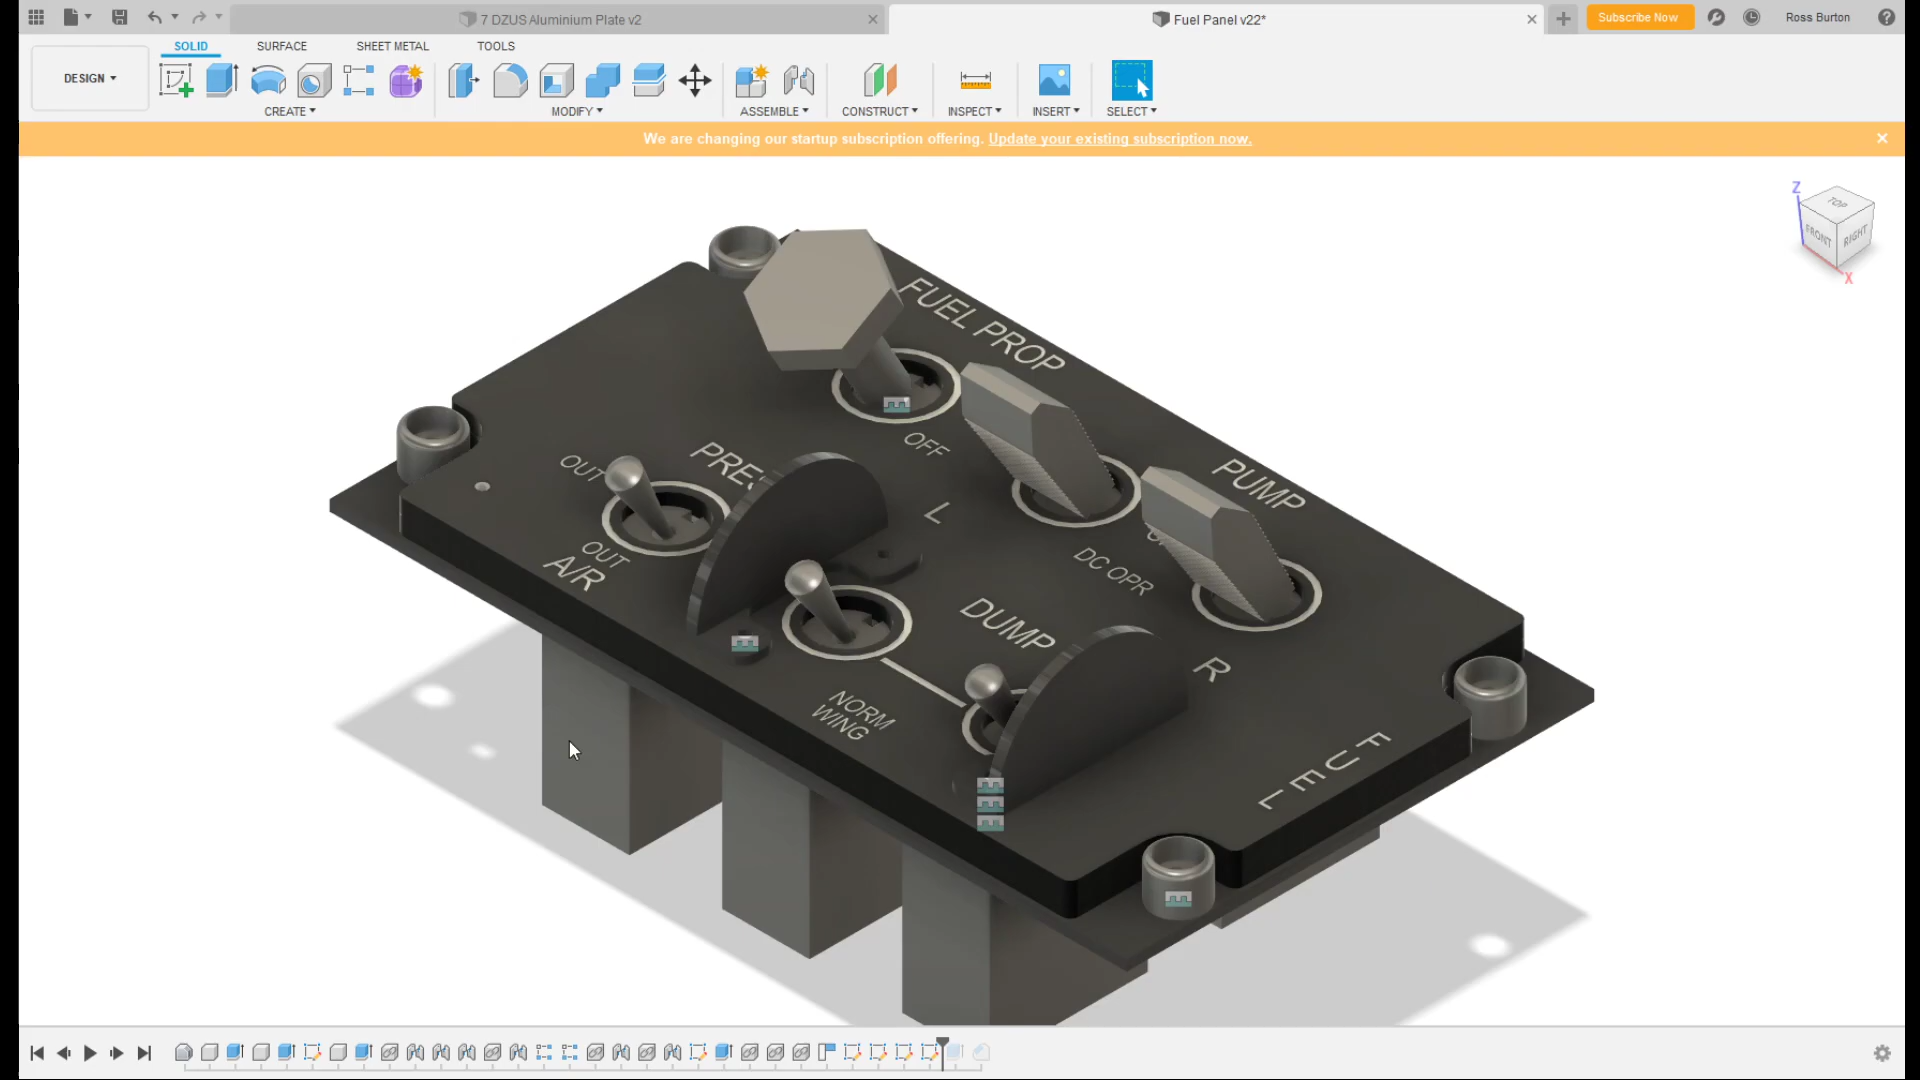 7 DZUS Aluminium Plate v2
Fuel Panel v22*
Subscribe Now
Ross Burton
DESIGN
SOLID
SURFACE
SHEET METAL
TOOLS
CREATE
MODIFY
ASSEMBLE
CONSTRUCT
INSPECT
INSERT
SELECT
We are changing our startup subscription offering. Update your existing subscription now.
Z
TOP
FRONT
RIGHT
X
FUEL PROP
OFF
PUMP
OUT
L
DC OPR
OUT
A/R
DUMP
R
NORM
WING
FUEL